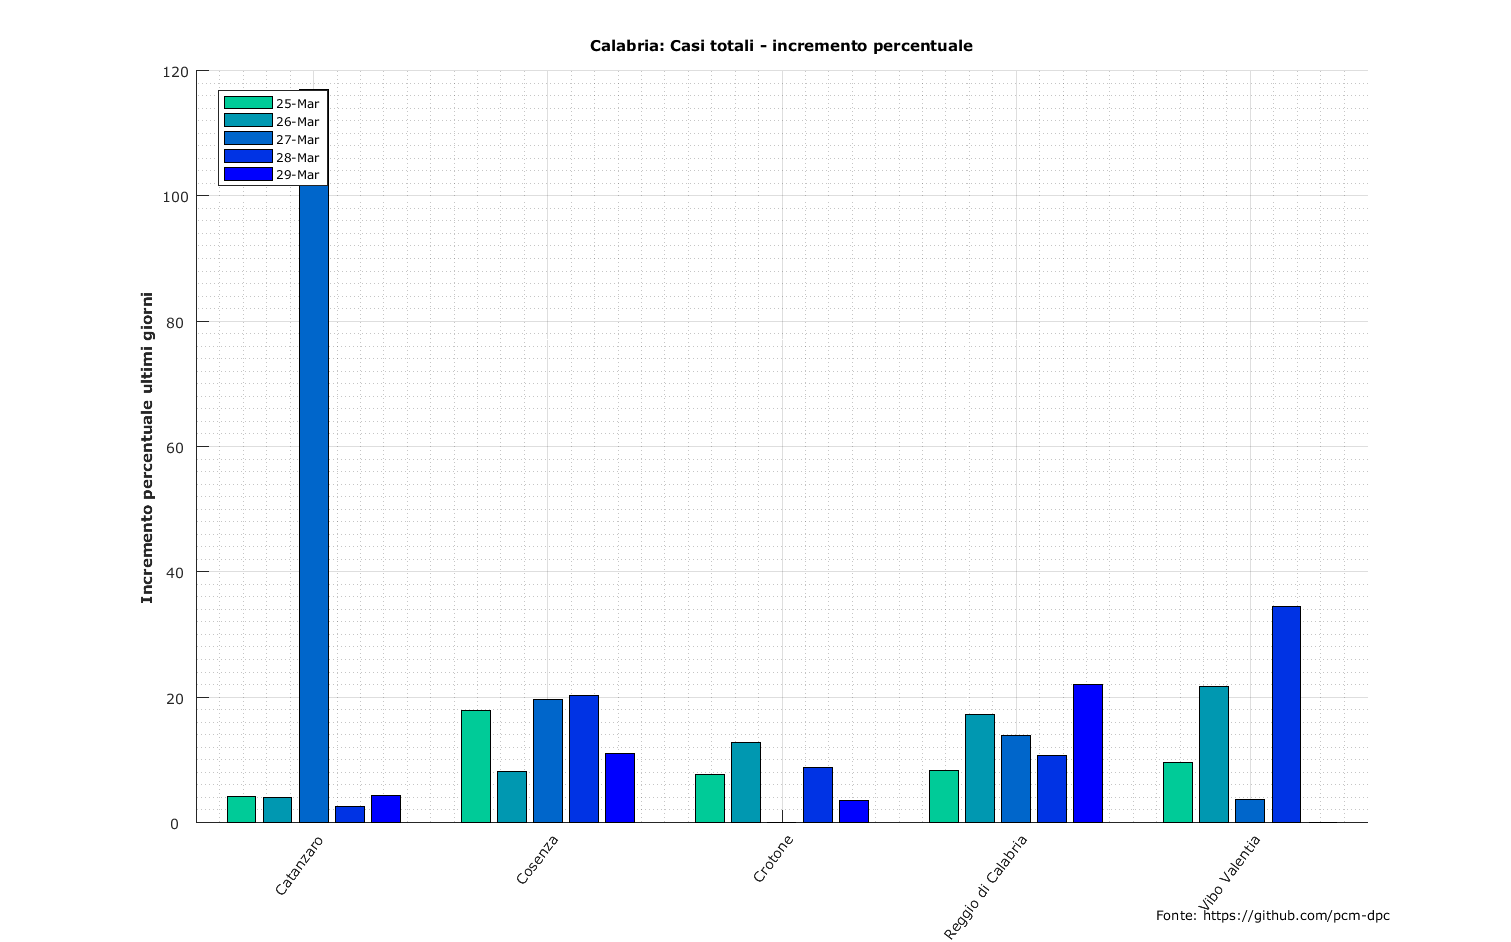 Calabria: Casi totali - incremento percentuale
120
100
80
60
40
20
0
Incremento percentuale ultimi giorni
25-Mar
26-Mar
27-Mar
28-Mar
29-Mar
Catanzaro
Cosenza
Crotone
Reggio di Calabria
Vibo Valentia
Fonte: https://github.com/pcm-dpc